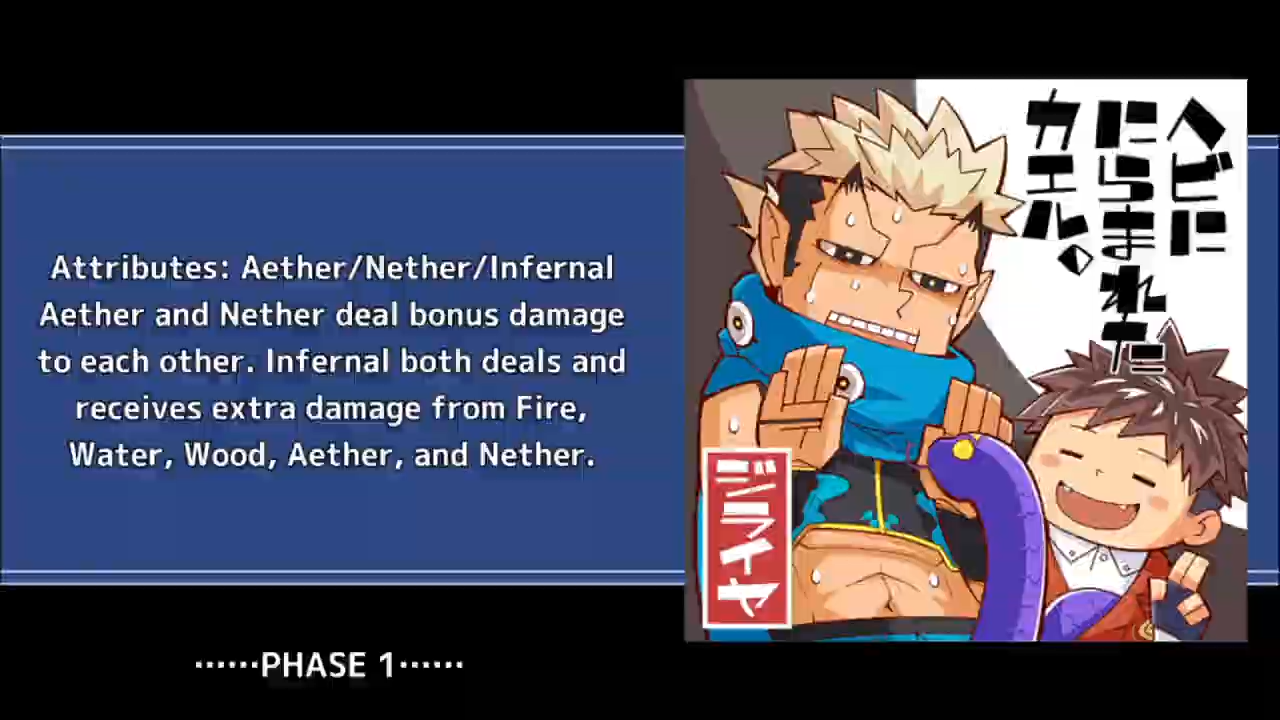 Attributes: Aether/Nether/Infernal
Aether and Nether deal bonus damage
to each other. Infernal both deals and
receives extra damage from Fire,
Water, Wood, Aether, and Nether.
ヘビに
にらまれた
カエル。
ジライヤ
⋯⋯PHASE 1⋯⋯